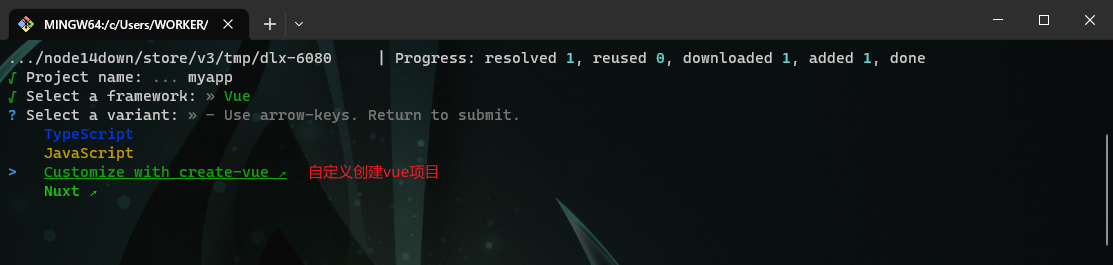 MINGW64:/c/Users/WORKER/
.../node14down/store/v3/tmp/dlx-6080 | Progress: resolved 1, reused 0, downloaded 1, added 1, done
√ Project name: ... myapp
√ Select a framework: » Vue
? Select a variant: » - Use arrow-keys. Return to submit.
TypeScript
JavaScript
> Customize with create-vue ↗ 自定义创建vue项目
Nuxt ↗